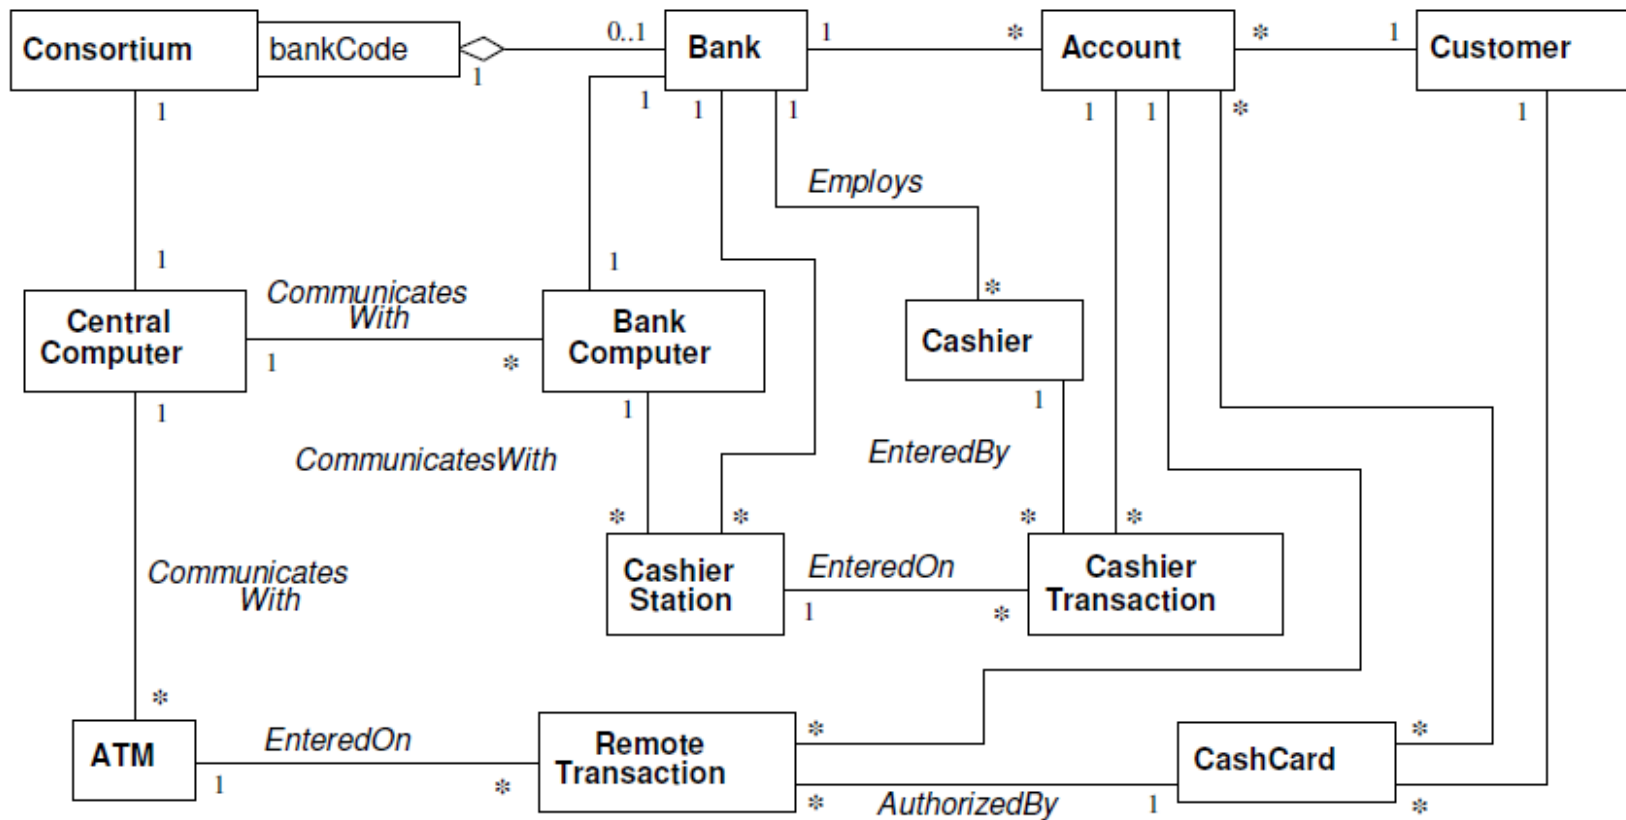 Consortium
bankCode
1
0..1
Bank
1
*
Account
*
1
Customer
1
1
1
1
1
1
*
1
Employs
1
1
*
Communicates
With
Central
Computer
Bank
Computer
Cashier
1
*
1
1
1
CommunicatesWith
EnteredBy
*
*
*
*
Communicates
With
Cashier
Station
EnteredOn
Cashier
Transaction
1
*
*
ATM
EnteredOn
Remote
Transaction
*
CashCard
*
1
*
*
AuthorizedBy
1
*